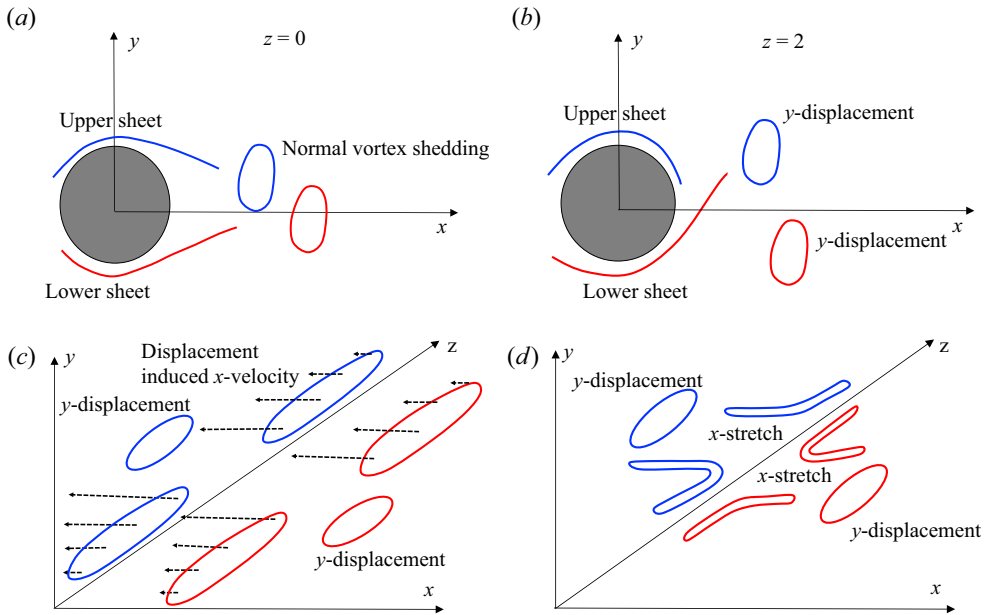 (a)
y
z = 0
Upper sheet
Normal vortex shedding
x
Lower sheet
(b)
y
z = 2
Upper sheet
y-displacement
x
y-displacement
Lower sheet
(c)
y
z
Displacement
induced x-velocity
y-displacement
y-displacement
x
(d)
y
z
y-displacement
x-stretch
x-stretch
y-displacement
x